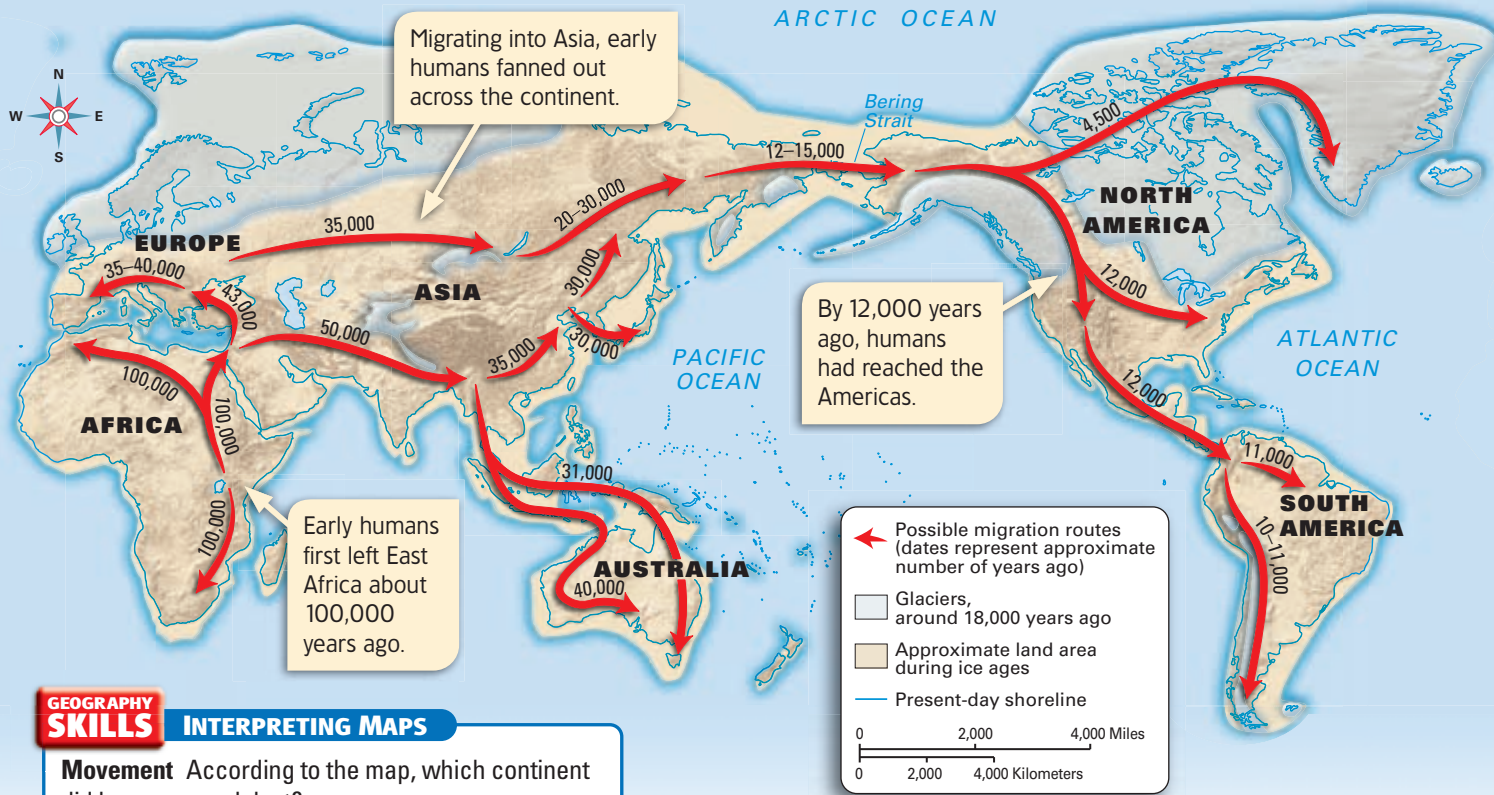 ARCTIC OCEAN
Migrating into Asia, early
humans fanned out
across the continent.
N
W
E
S
Bering
Strait
4,500
12–15,000
20–30,000
NORTH
AMERICA
EUROPE
35,000
35–40,000
43,000
ASIA
30,000
12,000
50,000
35,000
30,000
By 12,000 years
ago, humans
had reached the
Americas.
PACIFIC
OCEAN
ATLANTIC
OCEAN
100,000
100,000
AFRICA
12,000
31,000
11,000
SOUTH
AMERICA
100,000
Early humans
first left East
Africa about
100,000
years ago.
10–11,000
AUSTRALIA
40,000
Possible migration routes
(dates represent approximate
number of years ago)
Glaciers,
around 18,000 years ago
Approximate land area
during ice ages
Present-day shoreline
0 2,000 4,000 Miles
0 2,000 4,000 Kilometers
GEOGRAPHY
SKILLS INTERPRETING MAPS
Movement According to the map, which continent